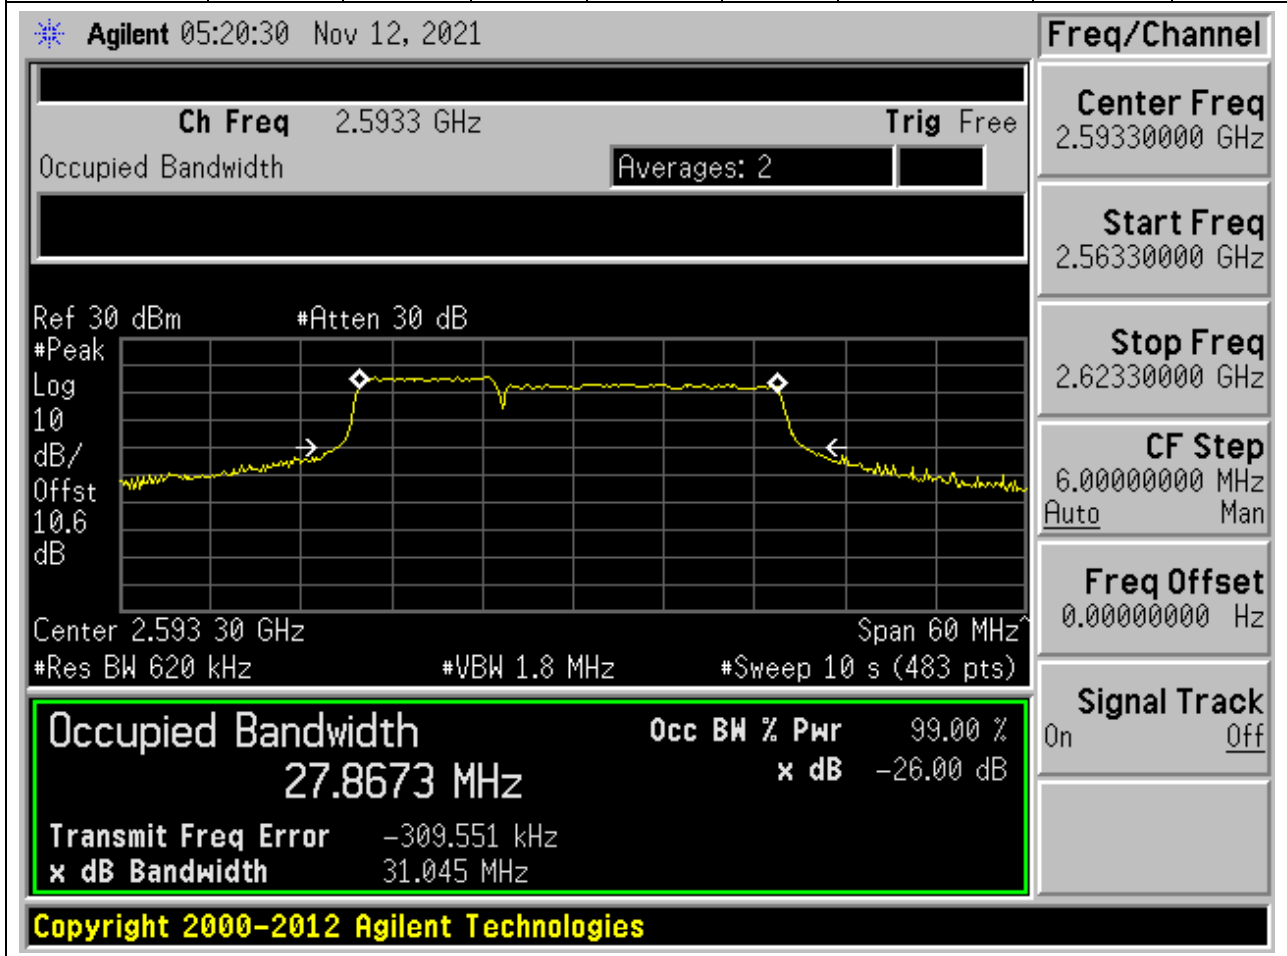 Agilent 05:20:30 Nov 12, 2021
Freq/Channel
Ch Freq 2.5933 GHz Trig Free
Occupied Bandwidth Averages: 2
Center Freq
2.59330000 GHz
Start Freq
2.56330000 GHz
Stop Freq
2.62330000 GHz
CF Step
6.00000000 MHz
Auto Man
Freq Offset
0.00000000 Hz
Signal Track
On Off
Ref 30 dBm #Atten 30 dB
#Peak
Log
10
dB/
Offst
10.6
dB
Center 2.593 30 GHz Span 60 MHz^
#Res BW 620 kHz #VBW 1.8 MHz #Sweep 10 s (483 pts)
Occupied Bandwidth Occ BW % Pwr 99.00 %
27.8673 MHz x dB -26.00 dB
Transmit Freq Error -309.551 kHz
x dB Bandwidth 31.045 MHz
Copyright 2000-2012 Agilent Technologies